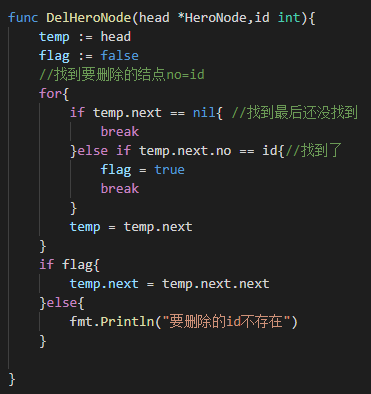 func DelHeroNode(head *HeroNode,id int){
    temp := head
    flag := false
    //找到要删除的结点no=id
    for{
        if temp.next == nil{ //找到最后还没找到
            break
        }else if temp.next.no == id{//找到了
            flag = true
            break
        }
        temp = temp.next
    }
    if flag{
        temp.next = temp.next.next
    }else{
        fmt.Println("要删除的id不存在")
    }

}